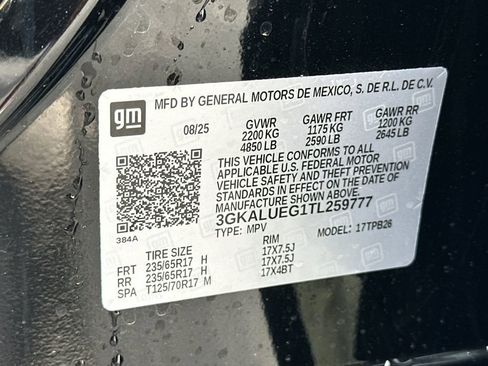 gm
MFD BY GENERAL MOTORS DE MEXICO, S. DE R.L. DE C.V.
08/25 GVWR GAWR FRT GAWR RR
2200 KG 1175 KG 1200 KG
4850 LB 2590 LB 2645 LB
THIS VEHICLE CONFORMS TO ALL
APPLICABLE U.S. FEDERAL MOTOR
VEHICLE SAFETY AND THEFT PREVENTION
STANDARDS IN EFFECT ON THE DATE OF
MANUFACTURE SHOWN ABOVE.
3GKALUEG1TL259777
384A TYPE: MPV MODEL: 17TPB26
TIRE SIZE RIM
FRT 235/65R17 H 17X7.5J
RR 235/65R17 H 17X7.5J
SPA T125/70R17 M 17X4BT